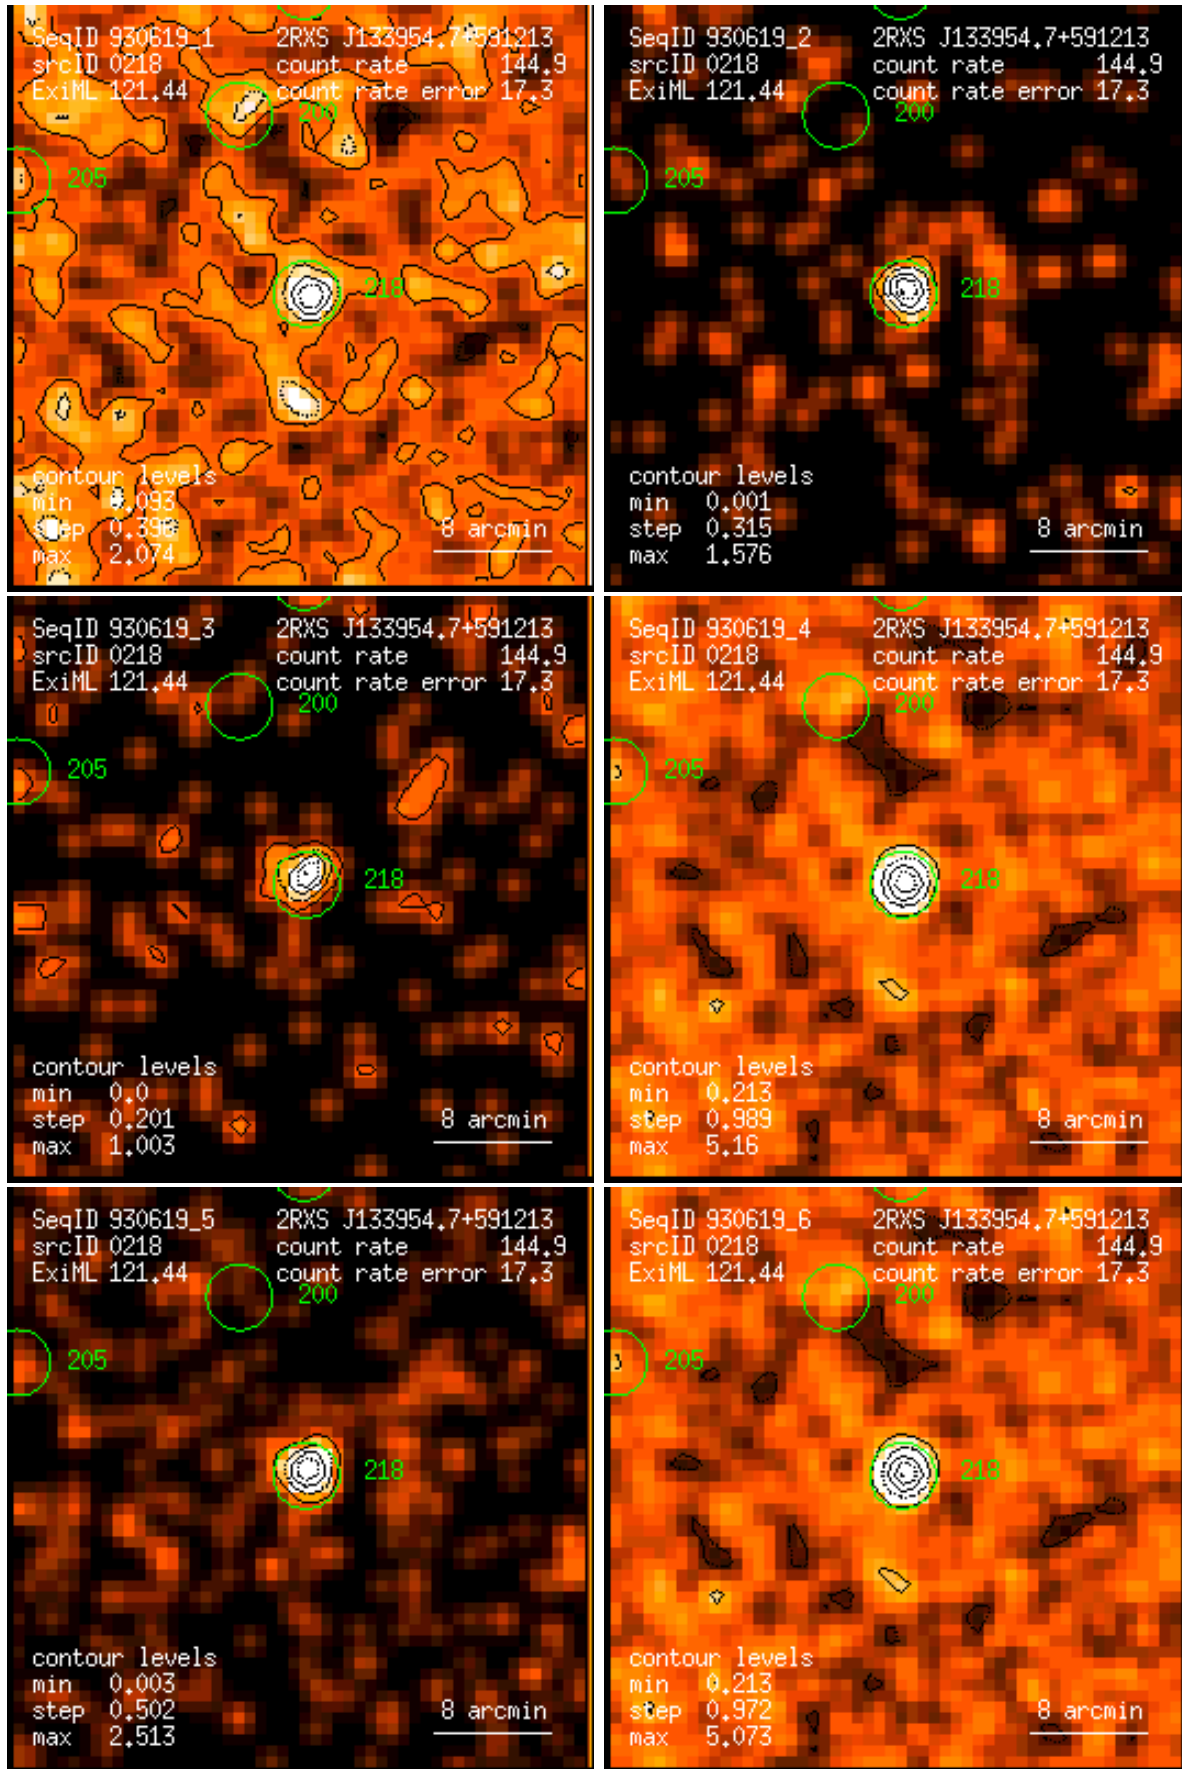 SeqID 930619_1 2RXS J133954.7+591213
srcID 0218 count rate 144.9
ExiML 121.44 count rate error 17.3
200
205
218
contour levels
min 0.093
step 0.396
max 2.074
8 arcmin
SeqID 930619_2 2RXS J133954.7+591213
srcID 0218 count rate 144.9
ExiML 121.44 count rate error 17.3
200
205
218
contour levels
min 0.001
step 0.315
max 1.576
8 arcmin
SeqID 930619_3 2RXS J133954.7+591213
srcID 0218 count rate 144.9
ExiML 121.44 count rate error 17.3
200
205
218
contour levels
min 0.0
step 0.201
max 1.003
8 arcmin
SeqID 930619_4 2RXS J133954.7+591213
srcID 0218 count rate 144.9
ExiML 121.44 count rate error 17.3
200
205
218
contour levels
min 0.213
step 0.989
max 5.16
8 arcmin
SeqID 930619_5 2RXS J133954.7+591213
srcID 0218 count rate 144.9
ExiML 121.44 count rate error 17.3
200
205
218
contour levels
min 0.003
step 0.502
max 2.513
8 arcmin
SeqID 930619_6 2RXS J133954.7+591213
srcID 0218 count rate 144.9
ExiML 121.44 count rate error 17.3
200
205
218
contour levels
min 0.213
step 0.972
max 5.073
8 arcmin